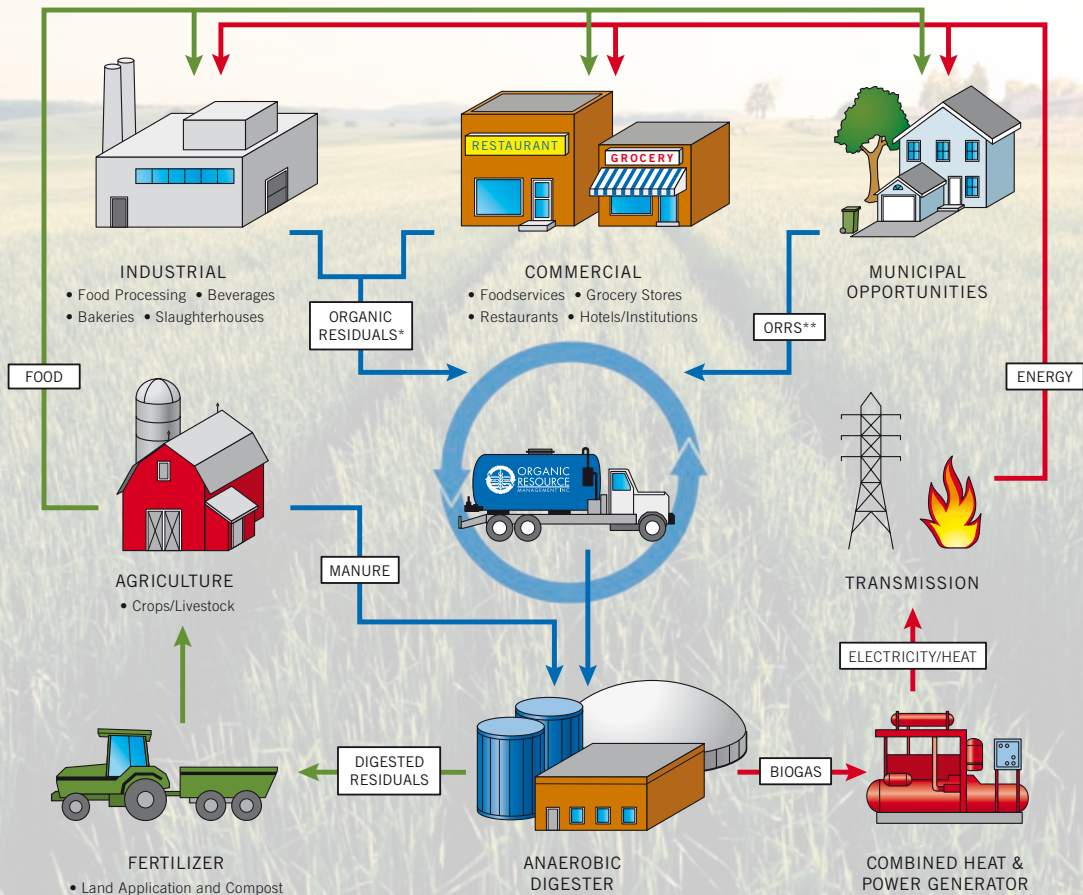 RESTAURANT
GROCERY
INDUSTRIAL
• Food Processing • Beverages
• Bakeries • Slaughterhouses
COMMERCIAL
• Foodservices • Grocery Stores
• Restaurants • Hotels/Institutions
MUNICIPAL
OPPORTUNITIES
ORGANIC
RESIDUALS*
ORRS**
FOOD
ENERGY
ORGANIC
RESOURCE
MANAGEMENT INC.
AGRICULTURE
• Crops/Livestock
MANURE
TRANSMISSION
ELECTRICITY/HEAT
DIGESTED
RESIDUALS
BIOGAS
FERTILIZER
• Land Application and Compost
ANAEROBIC
DIGESTER
COMBINED HEAT &
POWER GENERATOR